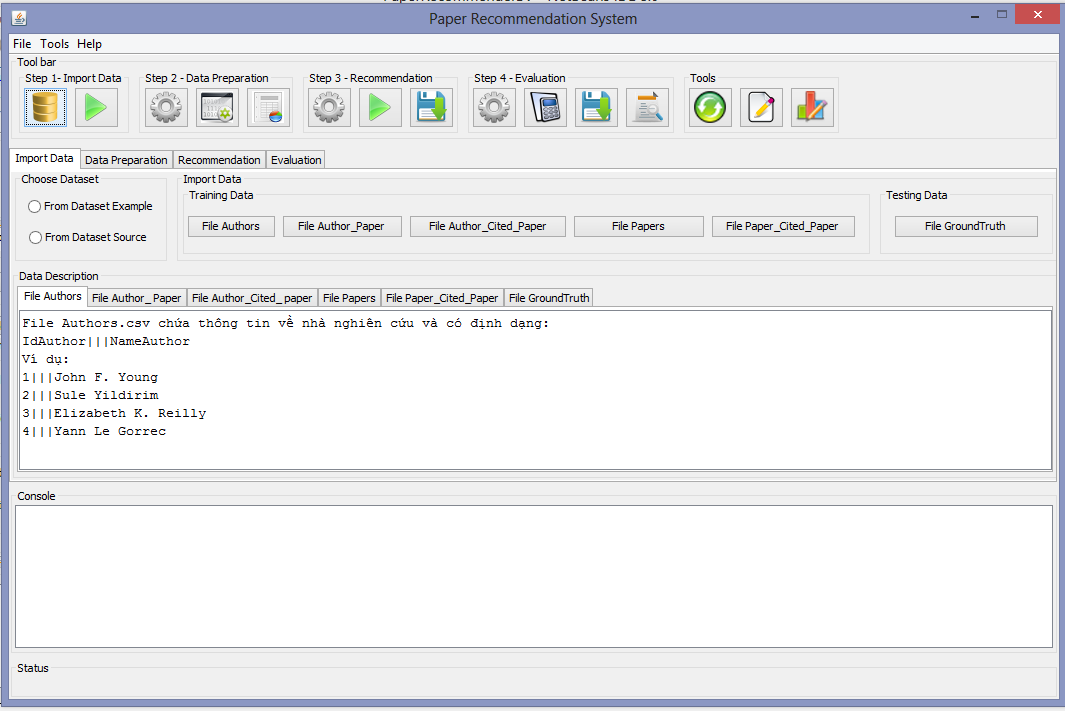 Paper Recommendation System
File Tools Help
Tool bar
Step 1- Import Data
Step 2 - Data Preparation
Step 3 - Recommendation
Step 4 - Evaluation
Tools
Import Data
Data Preparation
Recommendation
Evaluation
Choose Dataset
From Dataset Example
From Dataset Source
Import Data
Training Data
File Authors
File Author_Paper
File Author_Cited_Paper
File Papers
File Paper_Cited_Paper
Testing Data
File GroundTruth
Data Description
File Authors
File Author_ Paper
File Author_Cited_ paper
File Papers
File Paper_Cited_Paper
File GroundTruth
File Authors.csv chứa thông tin về nhà nghiên cứu và có định dạng:
IdAuthor|||NameAuthor
Ví dụ:
1|||John F. Young
2|||Sule Yildirim
3|||Elizabeth K. Reilly
4|||Yann Le Gorrec
Console
Status